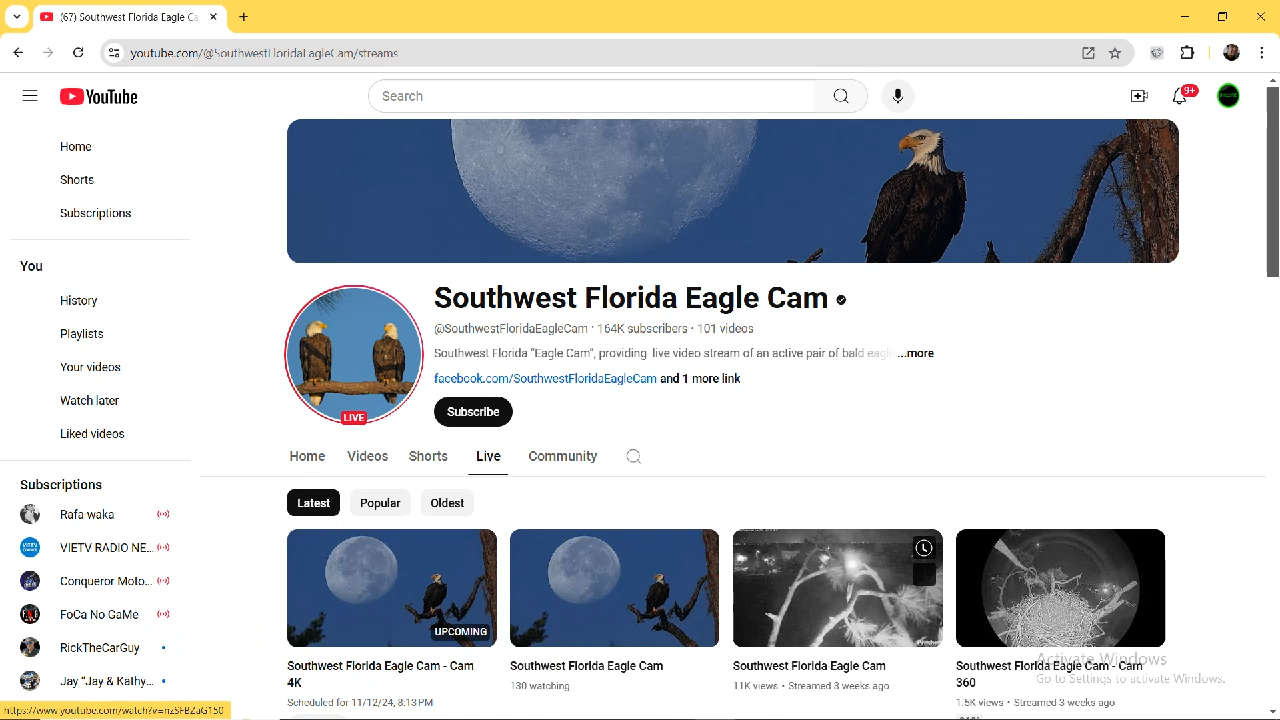 (67) Southwest Florida Eagle Ca
youtube.com/@SouthwestFloridaEagleCam/streams
YouTube
Search
9+
Home
Shorts
Subscriptions
You
History
Playlists
Your videos
Watch later
Liked videos
Subscriptions
Rafa waka
VIETV RADIO NE...
Conqueror Moto...
FoCa No GaMe
RickTheCarGuy
Jay "Jay & Kathy...
Southwest Florida Eagle Cam
@SouthwestFloridaEagleCam · 164K subscribers · 101 videos
Southwest Florida "Eagle Cam", providing live video stream of an active pair of bald eagle ...more
facebook.com/SouthwestFloridaEagleCam and 1 more link
LIVE
Subscribe
Home Videos Shorts Live Community
Latest Popular Oldest
UPCOMING
Southwest Florida Eagle Cam - Cam
4K
Scheduled for 11/12/24, 8:13 PM
Southwest Florida Eagle Cam
130 watching
Southwest Florida Eagle Cam
11K views • Streamed 3 weeks ago
Southwest Florida Eagle Cam - Cam
360
1.5K views • Streamed 3 weeks ago
Activate Windows
Go to Settings to activate Windows.
https://www.youtube.com/watch?v=nzSFBZaG150